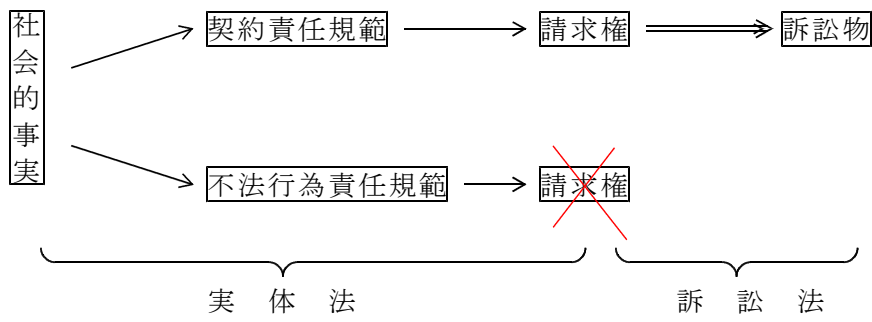 社会的事実
契約責任規範
請求権
訴訟物
不法行為責任規範
請求権
実体法
訴訟法